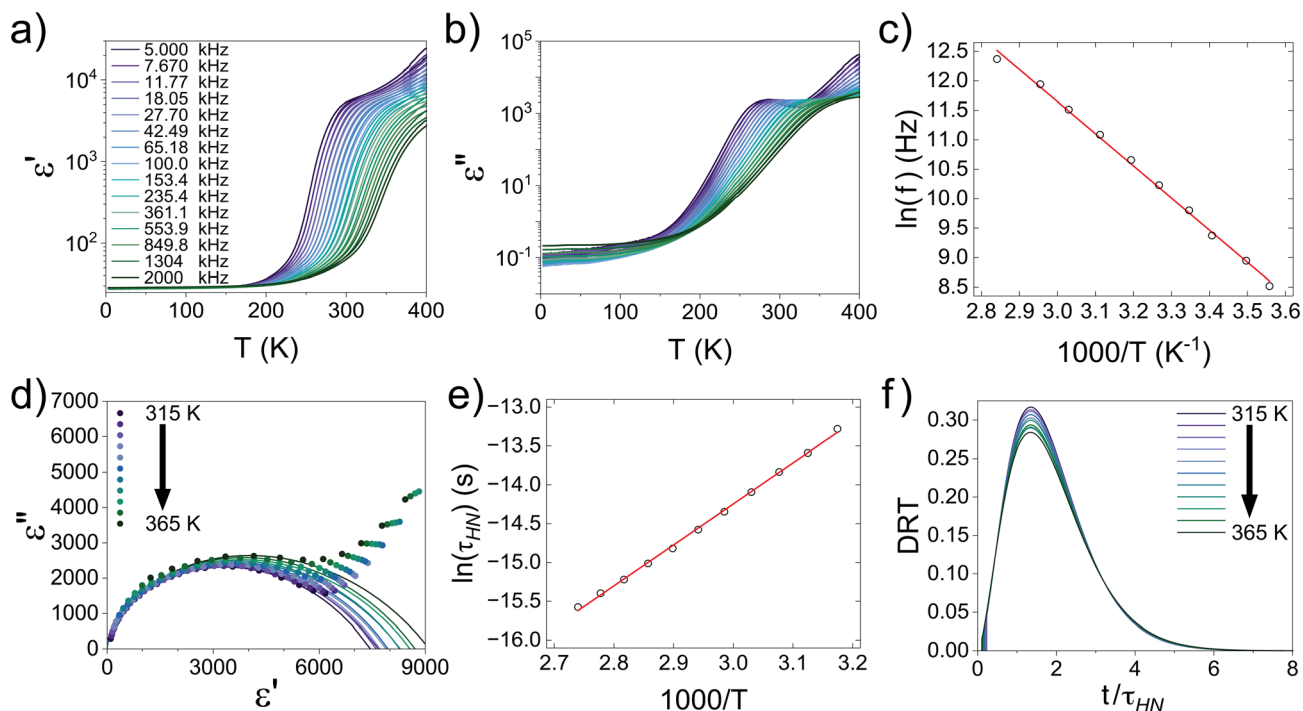 a)
ε'
10⁴
10³
10²
5.000 kHz
7.670 kHz
11.77 kHz
18.05 kHz
27.70 kHz
42.49 kHz
65.18 kHz
100.0 kHz
153.4 kHz
235.4 kHz
361.1 kHz
553.9 kHz
849.8 kHz
1304 kHz
2000 kHz
0 100 200 300 400
T (K)
b)
ε"
10⁵
10³
10¹
10⁻¹
0 100 200 300 400
T (K)
c)
ln(f) (Hz)
12.5
12.0
11.5
11.0
10.5
10.0
9.5
9.0
8.5
2.8 2.9 3.0 3.1 3.2 3.3 3.4 3.5 3.6
1000/T (K⁻¹)
d)
ε"
7000
6000
5000
4000
3000
2000
1000
0
315 K
365 K
0 3000 6000 9000
ε'
e)
ln(τHN) (s)
−13.0
−13.5
−14.0
−14.5
−15.0
−15.5
−16.0
2.7 2.8 2.9 3.0 3.1 3.2
1000/T
f)
DRT
0.30
0.25
0.20
0.15
0.10
0.05
0.00
315 K
365 K
0 2 4 6 8
t/τHN